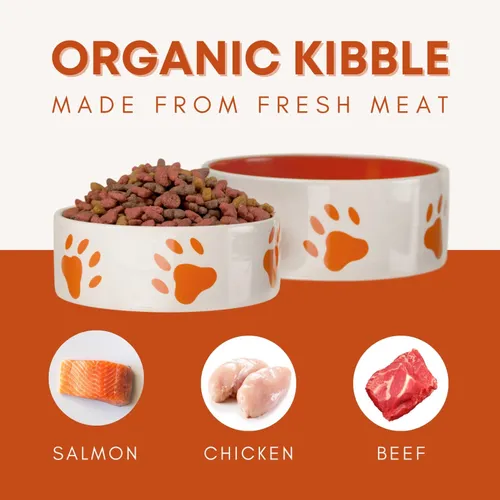 ORGANIC KIBBLE
MADE FROM FRESH MEAT
SALMON
CHICKEN
BEEF